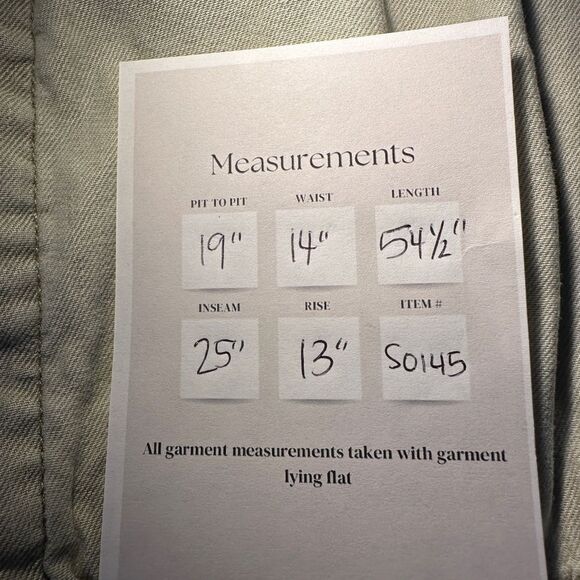 Measurements
PIT TO PIT WAIST LENGTH
19" 14" 54½"
INSEAM RISE ITEM #
25" 13" S0145
All garment measurements taken with garment
lying flat